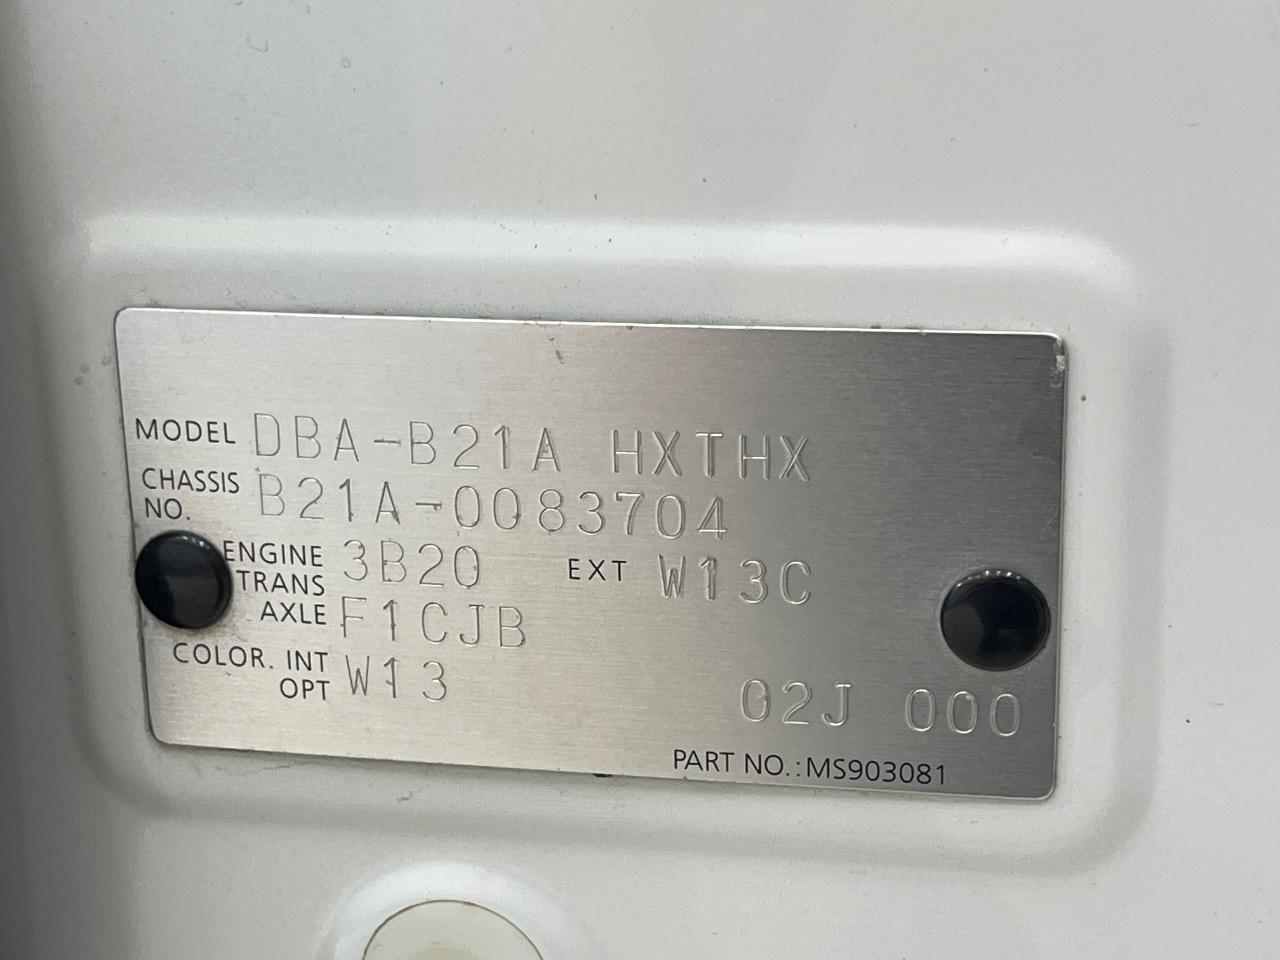 MODEL DBA-B21A HXTHX
CHASSIS NO. B21A-0083704
ENGINE 3B20 EXT W13C
TRANS AXLE F1CJB
COLOR. INT W13
OPT 02J 000
PART NO.:MS903081